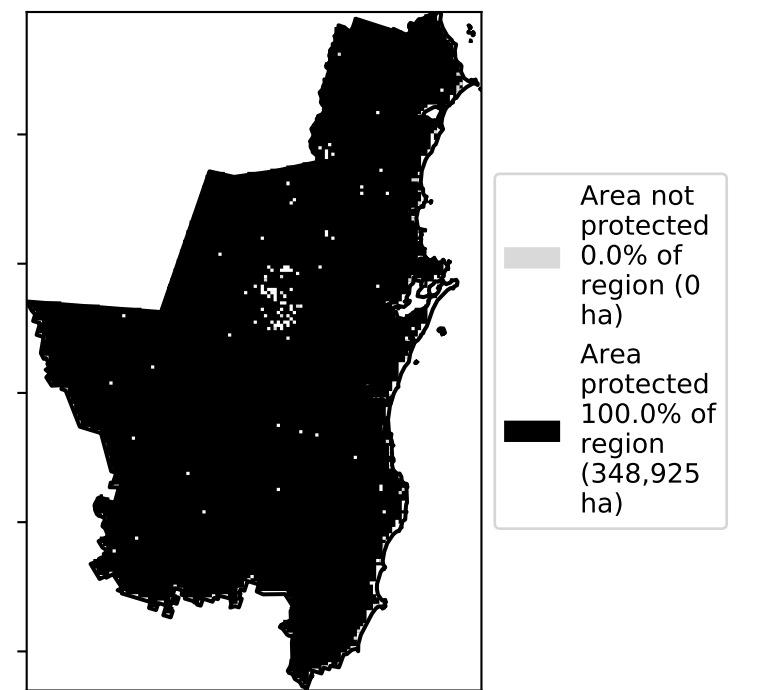 Area not
protected
0.0% of
region (0
ha)
Area
protected
100.0% of
region
(348,925
ha)